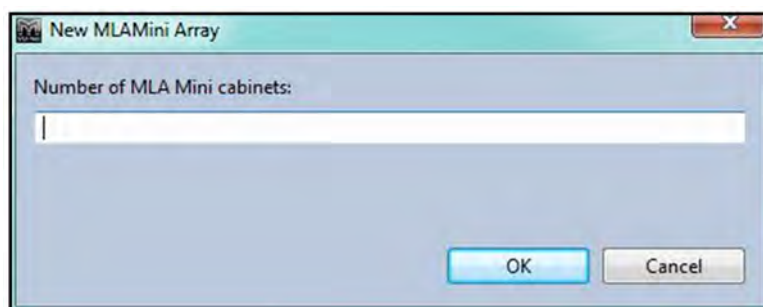 New MLAMini Array
Number of MLA Mini cabinets:
OK
Cancel